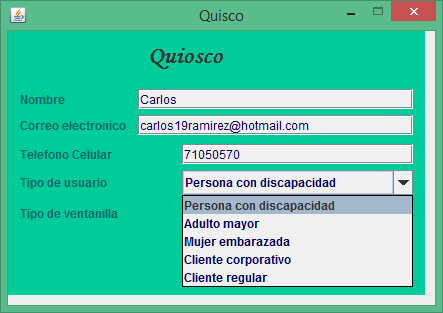 Quisco
Quiosco
Nombre Carlos
Correo electronico carlos19ramirez@hotmail.com
Telefono Celular 71050570
Tipo de usuario Persona con discapacidad
Persona con discapacidad
Tipo de ventanilla Adulto mayor
Mujer embarazada
Cliente corporativo
Cliente regular